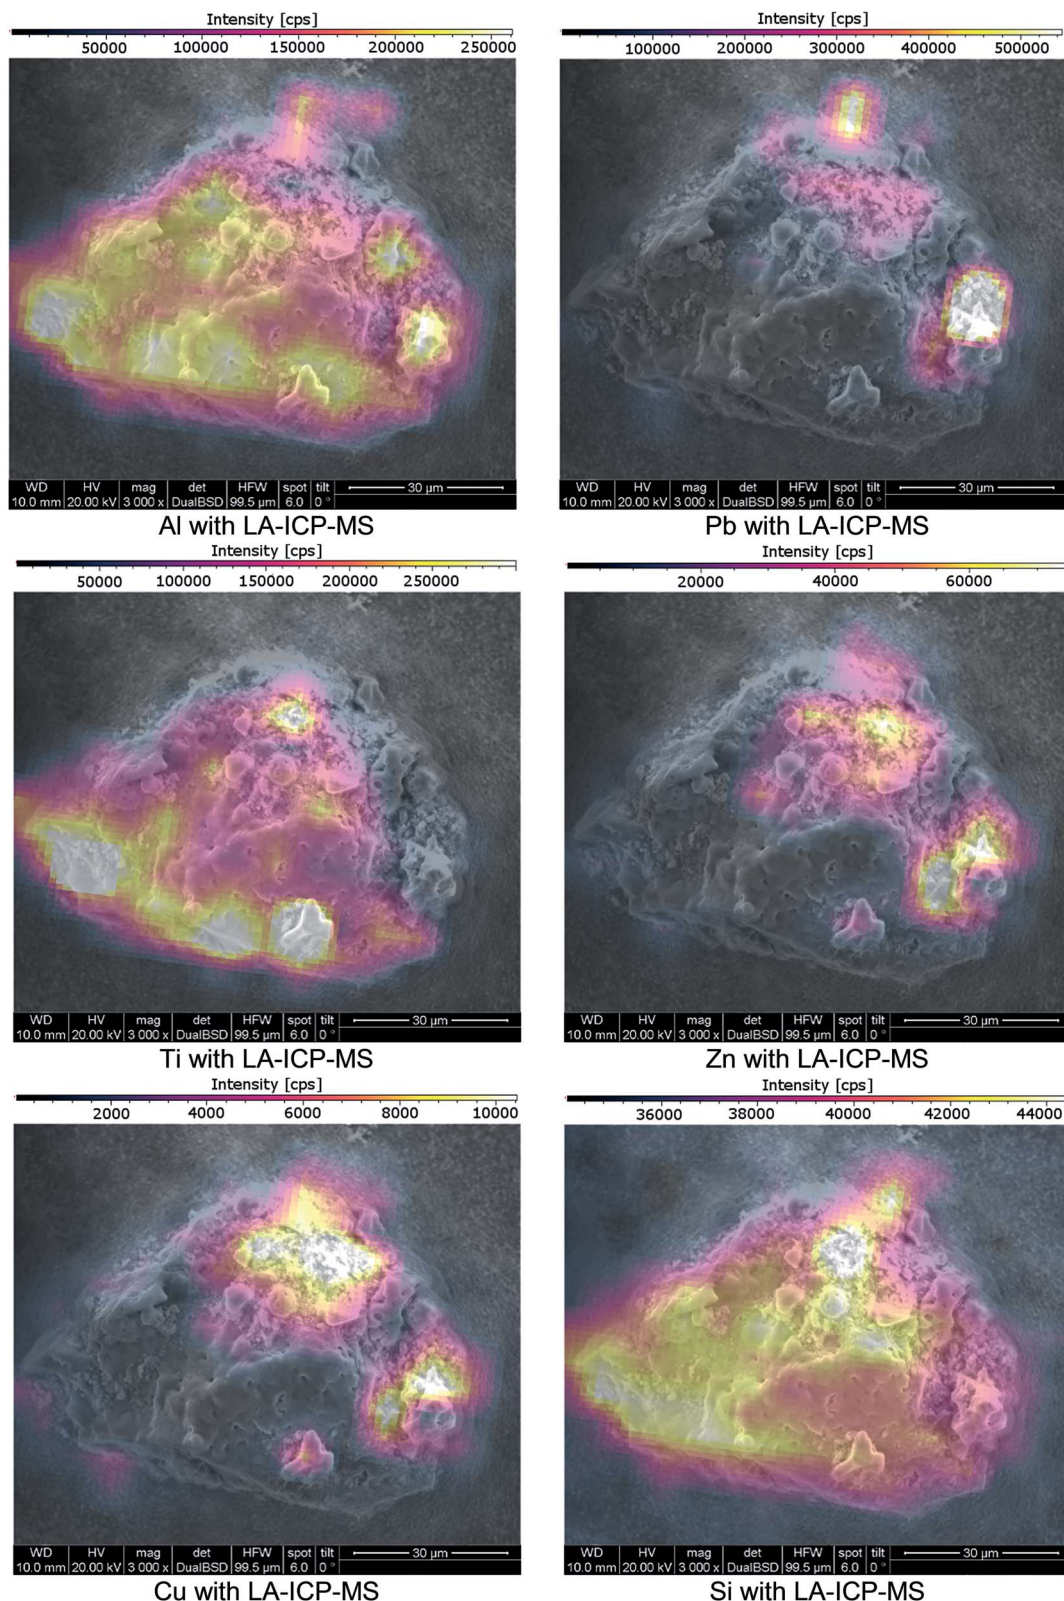 Intensity [cps]
50000 100000 150000 200000 250000
WD HV mag det HFW spot tilt 30 µm
10.0 mm 20.00 kV 3 000 x DualBSD 99.5 µm 6.0 0 °
Al with LA-ICP-MS
Intensity [cps]
100000 200000 300000 400000 500000
WD HV mag det HFW spot tilt 30 µm
10.0 mm 20.00 kV 3 000 x DualBSD 99.5 µm 6.0 0 °
Pb with LA-ICP-MS
Intensity [cps]
50000 100000 150000 200000 250000
WD HV mag det HFW spot tilt 30 µm
10.0 mm 20.00 kV 3 000 x DualBSD 99.5 µm 6.0 0 °
Ti with LA-ICP-MS
Intensity [cps]
20000 40000 60000
WD HV mag det HFW spot tilt 30 µm
10.0 mm 20.00 kV 3 000 x DualBSD 99.5 µm 6.0 0 °
Zn with LA-ICP-MS
Intensity [cps]
2000 4000 6000 8000 10000
WD HV mag det HFW spot tilt 30 µm
10.0 mm 20.00 kV 3 000 x DualBSD 99.5 µm 6.0 0 °
Cu with LA-ICP-MS
Intensity [cps]
36000 38000 40000 42000 44000
WD HV mag det HFW spot tilt 30 µm
10.0 mm 20.00 kV 3 000 x DualBSD 99.5 µm 6.0 0 °
Si with LA-ICP-MS